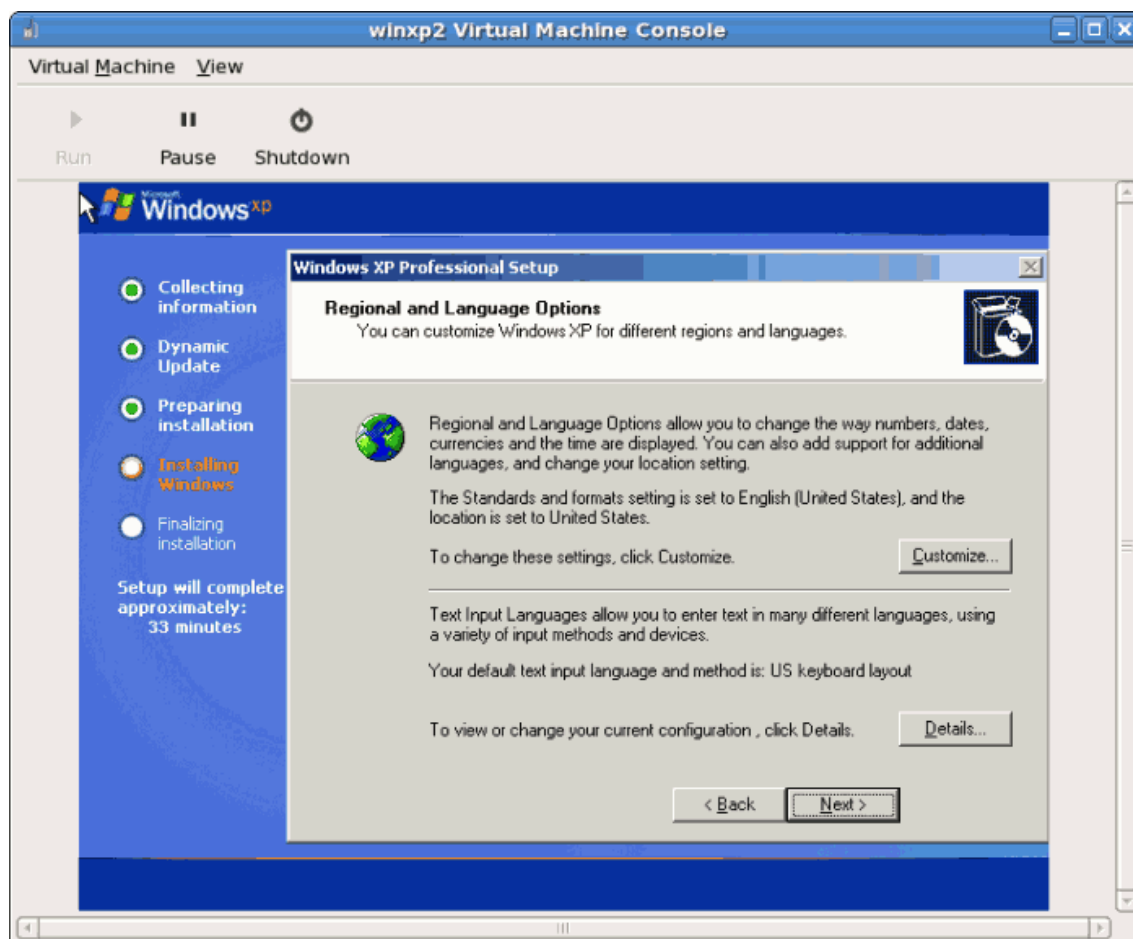 winxp2 Virtual Machine Console
Virtual Machine View
Run Pause Shutdown
Microsoft
Windows xp
Collecting
information
Dynamic
Update
Preparing
installation
Installing
Windows
Finalizing
installation
Setup will complete
approximately:
33 minutes
Windows XP Professional Setup
Regional and Language Options
You can customize Windows XP for different regions and languages.
Regional and Language Options allow you to change the way numbers, dates,
currencies and the time are displayed. You can also add support for additional
languages, and change your location setting.
The Standards and formats setting is set to English (United States), and the
location is set to United States.
To change these settings, click Customize.
Customize...
Text Input Languages allow you to enter text in many different languages, using
a variety of input methods and devices.
Your default text input language and method is: US keyboard layout
To view or change your current configuration , click Details.
Details...
< Back Next >